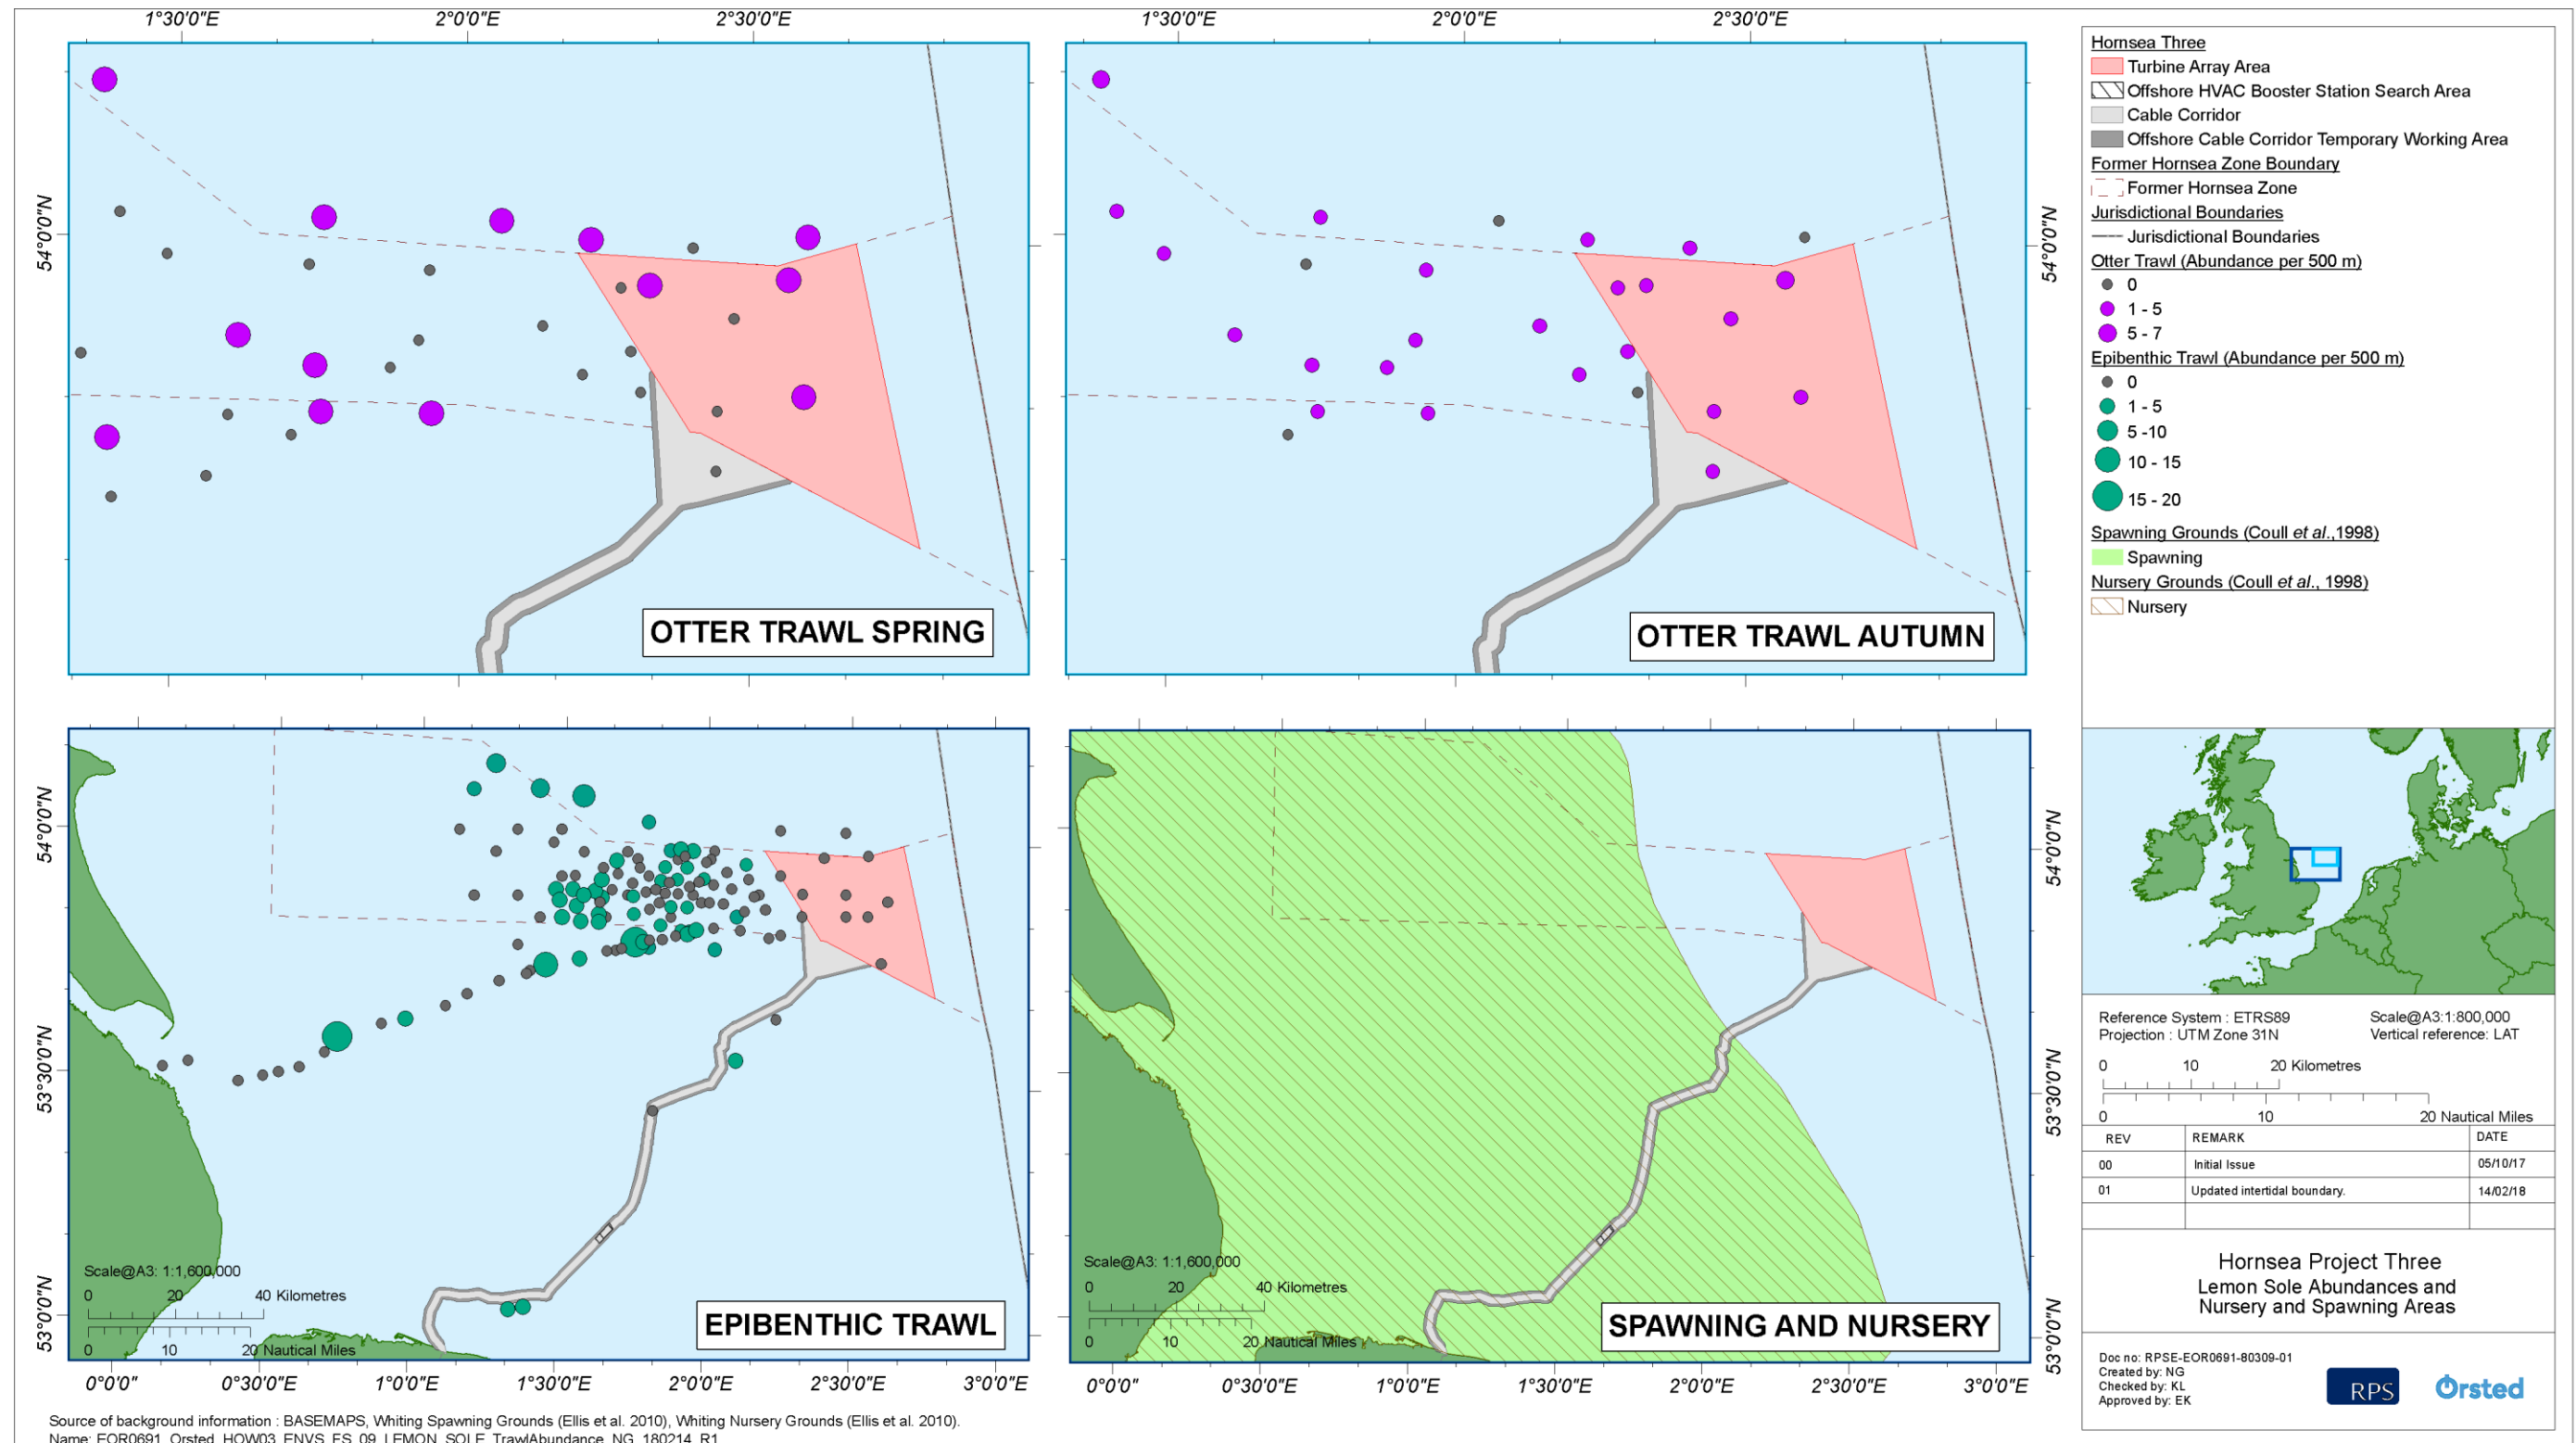 1°30'0"E 2°0'0"E 2°30'0"E
1°30'0"E 2°0'0"E 2°30'0"E
54°0'0"N
54°0'0"N
OTTER TRAWL SPRING
OTTER TRAWL AUTUMN
54°0'0"N
53°30'0"N
53°0'0"N
Scale@A3: 1:1,600,000
0 20 40 Kilometres
0 10 20 Nautical Miles
EPIBENTHIC TRAWL
0°0'0" 0°30'0"E 1°00'0"E 1°30'0"E 2°00'0"E 2°30'0"E 3°00'0"E
Scale@A3: 1:1,600,000
0 20 40 Kilometres
0 10 20 Nautical Miles
SPAWNING AND NURSERY
54°0'0"N
53°30'0"N
53°0'0"N
0°0'0" 0°30'0"E 1°00'0"E 1°30'0"E 2°00'0"E 2°30'0"E 3°00'0"E
Source of background information : BASEMAPS, Whiting Spawning Grounds (Ellis et al. 2010), Whiting Nursery Grounds (Ellis et al. 2010).
Name: EOR0691_Orsted_HOW03_ENVS_ES_09_LEMON_SOLE_TrawlAbundance_NG_180214_R1
Hornsea Three
Turbine Array Area
Offshore HVAC Booster Station Search Area
Cable Corridor
Offshore Cable Corridor Temporary Working Area
Former Hornsea Zone Boundary
Former Hornsea Zone
Jurisdictional Boundaries
Jurisdictional Boundaries
Otter Trawl (Abundance per 500 m)
0
1 - 5
5 - 7
Epibenthic Trawl (Abundance per 500 m)
0
1 - 5
5 -10
10 - 15
15 - 20
Spawning Grounds (Coull et al.,1998)
Spawning
Nursery Grounds (Coull et al., 1998)
Nursery
Reference System : ETRS89 Scale@A3:1:800,000
Projection : UTM Zone 31N Vertical reference: LAT
0 10 20 Kilometres
0 10 20 Nautical Miles
REV REMARK DATE
00 Initial Issue 05/10/17
01 Updated intertidal boundary. 14/02/18
Hornsea Project Three
Lemon Sole Abundances and
Nursery and Spawning Areas
Doc no: RPSE-EOR0691-80309-01
Created by: NG
Checked by: KL
Approved by: EK
RPS
Ørsted